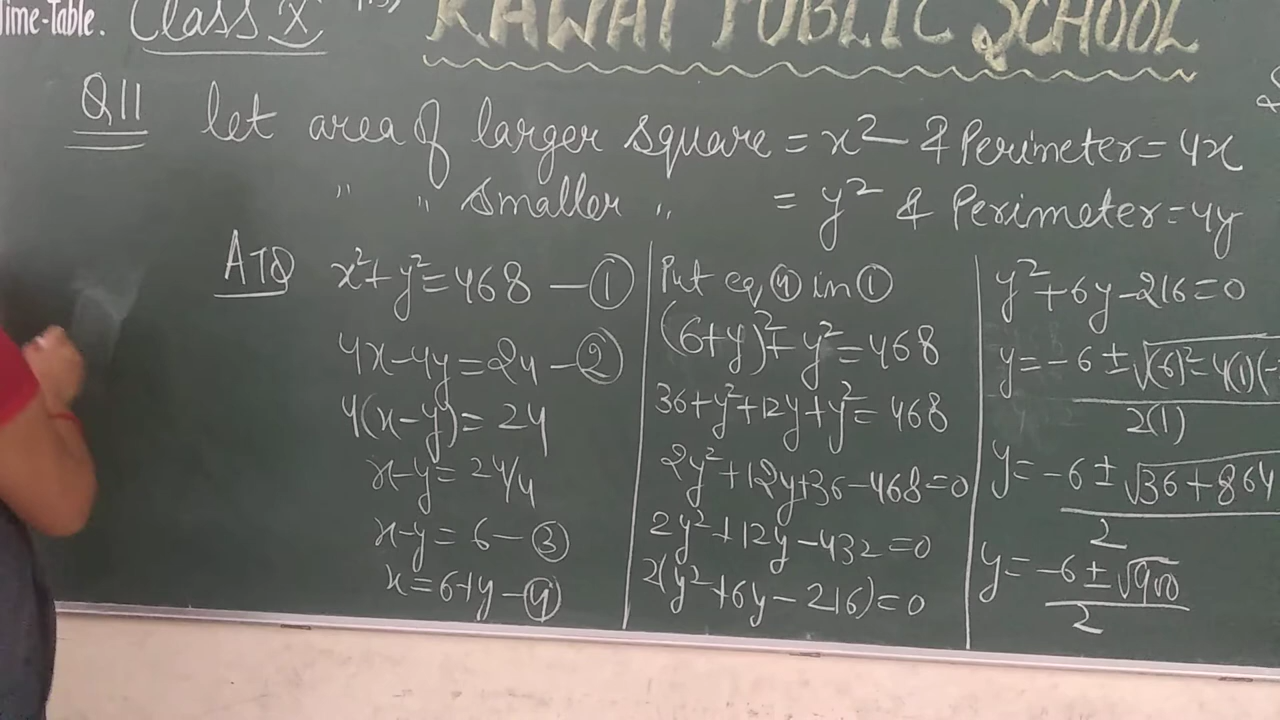 Time-Table. Class X
RAWAT PUBLIC SCHOOL
Q11 let area of larger square = x² & Perimeter = 4x
" " smaller " = y² & Perimeter = 4y
ATQ x² + y² = 468 — ①
4x - 4y = 24 — ②
4(x - y) = 24
x - y = 24/4
x - y = 6 — ③
x = 6 + y — ④
Put eq ④ in ①
(6 + y)² + y² = 468
36 + y² + 12y + y² = 468
2y² + 12y + 36 - 468 = 0
2y² + 12y - 432 = 0
2(y² + 6y - 216) = 0
y² + 6y - 216 = 0
y = -6 ± √(6)² - 4(1)(-
2(1)
y = -6 ± √36 + 864
2
y = -6 ± √900
2